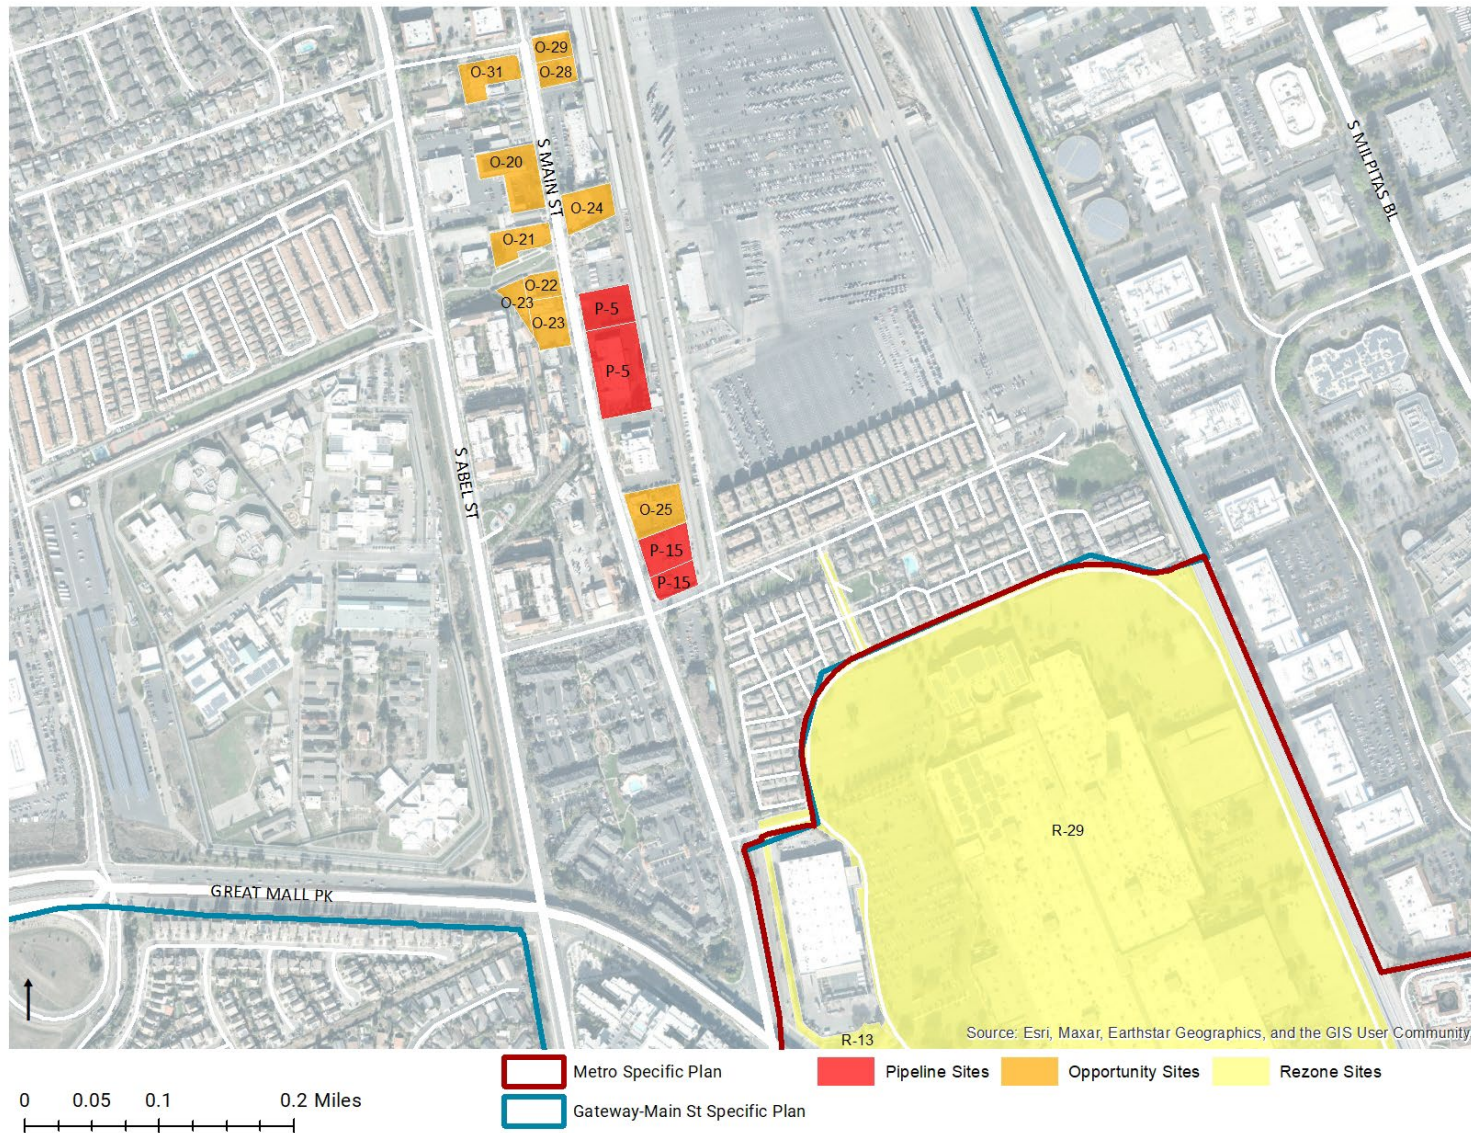 O-29
O-31
O-28
S MAIN ST
S MILPITAS BL
O-20
O-24
O-21
O-22
O-23
O-23
P-5
P-5
S ABEL ST
O-25
P-15
P-15
R-29
GREAT MALL PK
R-13
Source: Esri, Maxar, Earthstar Geographics, and the GIS User Community
Metro Specific Plan
Pipeline Sites
Opportunity Sites
Rezone Sites
Gateway-Main St Specific Plan
0 0.05 0.1 0.2 Miles